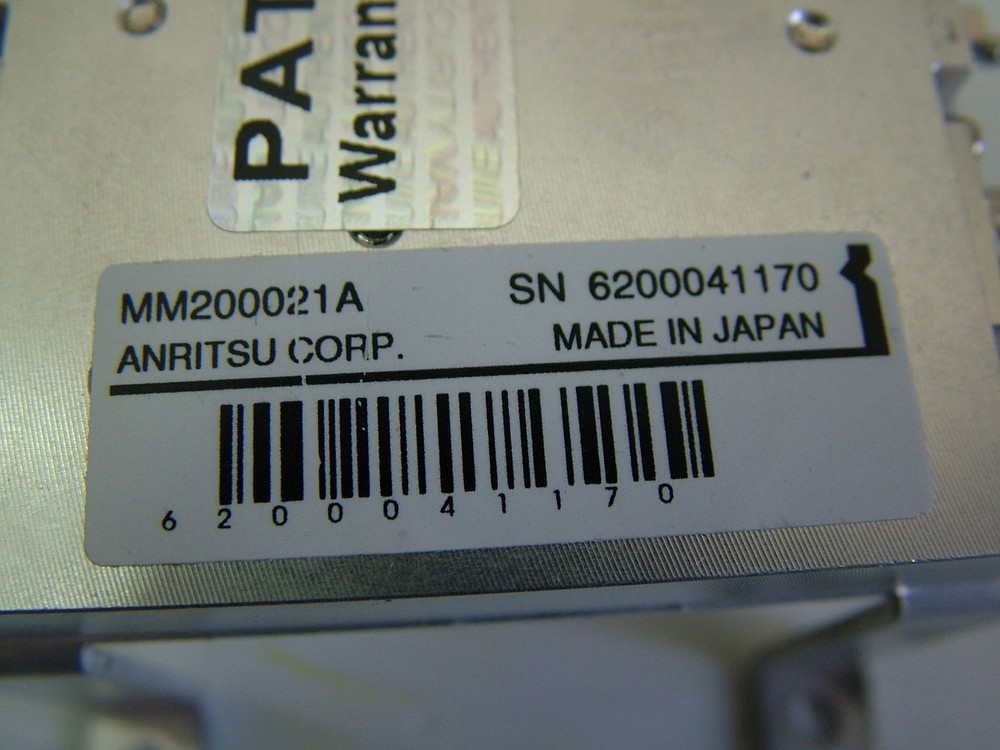 PAT
Warran
MM200021A SN 6200041170
ANRITSU CORP. MADE IN JAPAN
6200041170